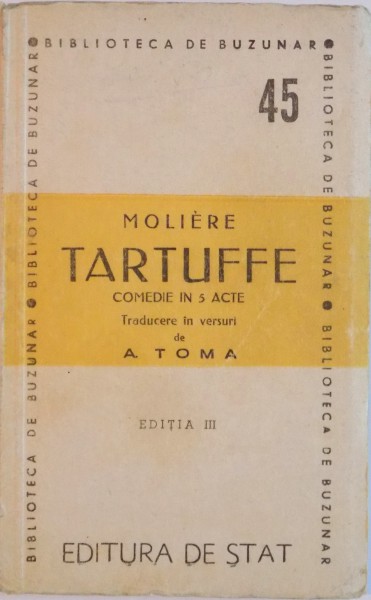 BIBLIOTECA DE BUZUNAR
BIBLIOTECA DE BUZUNAR ● BIBLIOTECA DE BUZUNAR ●
BIBLIOTECA DE BUZUNAR ● BIBLIOTECA DE BUZUNAR
45
MOLIÈRE
TARTUFFE
COMEDIE IN 5 ACTE
Traducere în versuri
de
A. TOMA
EDIȚIA III
EDITURA DE STAT